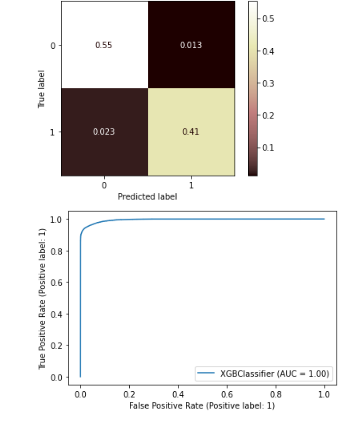 0.5
0 0.55 0.013
0.4
True label
0.3
1 0.023 0.41
0.2
0.1
0 1
Predicted label
1.0
0.8
0.6
0.4
0.2
0.0
True Positive Rate (Positive label: 1)
XGBClassifier (AUC = 1.00)
0.0 0.2 0.4 0.6 0.8 1.0
False Positive Rate (Positive label: 1)